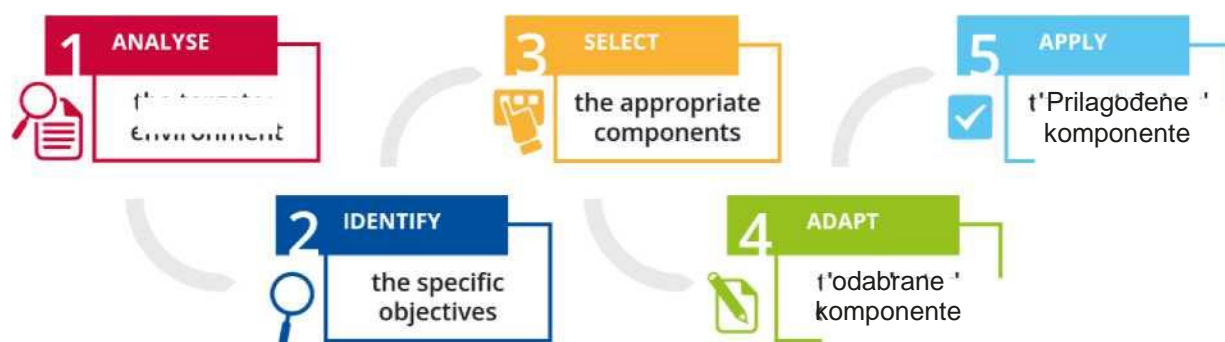 1 ANALYSE
environment
2 IDENTIFY
the specific
objectives
3 SELECT
the appropriate
components
4 ADAPT
odabrane
komponente
5 APPLY
Prilagođene
komponente